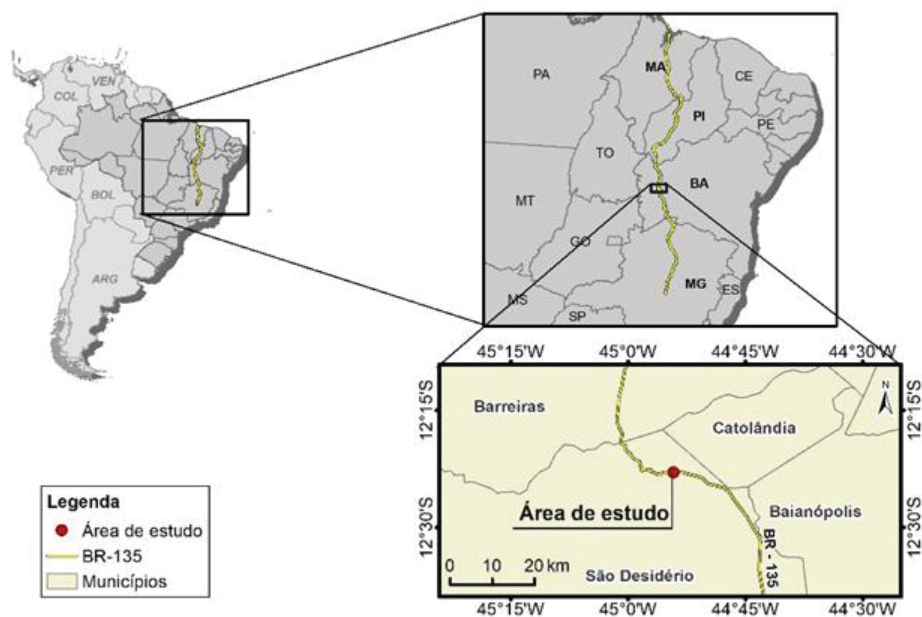 VEN
COL
PER
BOL
ARG
PA
MA
CE
PI
PE
TO
BA
MT
GO
MG
ES
MS
SP
45°15'W 45°0'W 44°45'W 44°30'W
12°15'S
12°30'S
Barreiras
N
Catolândia
Área de estudo
Baianópolis
BR - 135
0 10 20 km
São Desidério
12°15'S
12°30'S
45°15'W 45°0'W 44°45'W 44°30'W
Legenda
Área de estudo
BR-135
Municípios